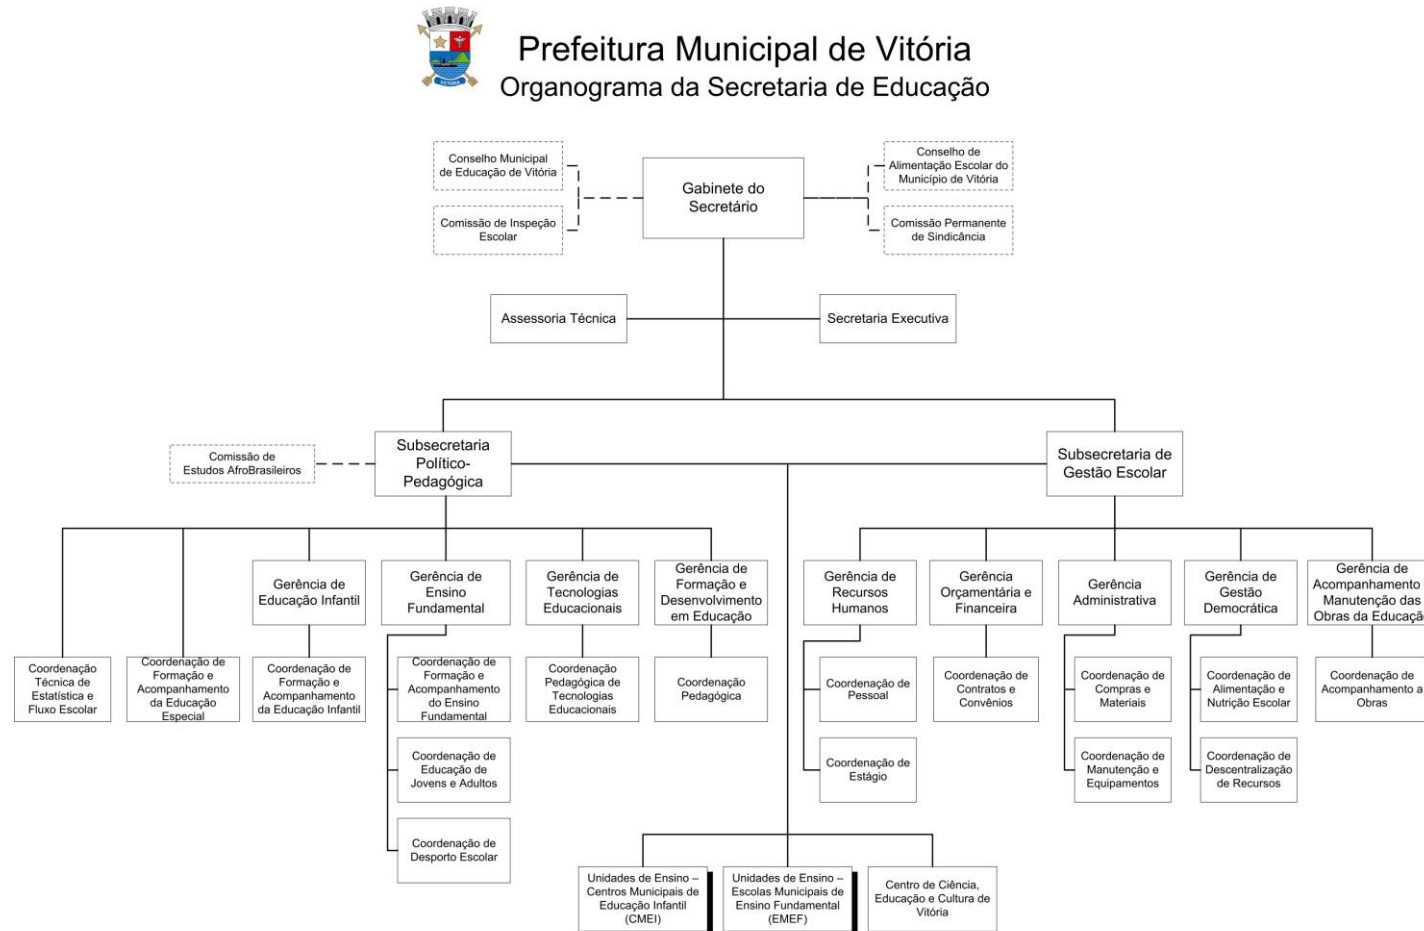 Prefeitura Municipal de Vitória
Organograma da Secretaria de Educação
VITÓRIA
Conselho Municipal
de Educação de Vitória
Comissão de Inspeção
Escolar
Gabinete do
Secretário
Conselho de
Alimentação Escolar do
Município de Vitória
Comissão Permanente
de Sindicância
Assessoria Técnica
Secretaria Executiva
Comissão de
Estudos AfroBrasileiros
Subsecretaria
Político-
Pedagógica
Subsecretaria de
Gestão Escolar
Gerência de
Educação Infantil
Gerência de
Ensino
Fundamental
Gerência de
Tecnologias
Educacionais
Gerência de
Formação e
Desenvolvimento
em Educação
Gerência de
Recursos
Humanos
Gerência
Orçamentária e
Financeira
Gerência
Administrativa
Gerência de
Gestão
Democrática
Gerência de
Acompanhamento
Manutenção das
Obras da Educação
Coordenação
Técnica de
Estatística e
Fluxo Escolar
Coordenação de
Formação e
Acompanhamento
da Educação
Especial
Coordenação de
Formação e
Acompanhamento
da Educação Infantil
Coordenação de
Formação e
Acompanhamento
do Ensino
Fundamental
Coordenação
Pedagógica de
Tecnologias
Educacionais
Coordenação
Pedagógica
Coordenação de
Pessoal
Coordenação de
Contratos e
Convênios
Coordenação de
Compras e
Materiais
Coordenação de
Alimentação e
Nutrição Escolar
Coordenação de
Acompanhamento a
Obras
Coordenação de
Educação de
Jovens e Adultos
Coordenação de
Estágio
Coordenação de
Manutenção e
Equipamentos
Coordenação de
Descentralização
de Recursos
Coordenação de
Desporto Escolar
Unidades de Ensino –
Centros Municipais de
Educação Infantil
(CMEI)
Unidades de Ensino –
Escolas Municipais de
Ensino Fundamental
(EMEF)
Centro de Ciência,
Educação e Cultura de
Vitória